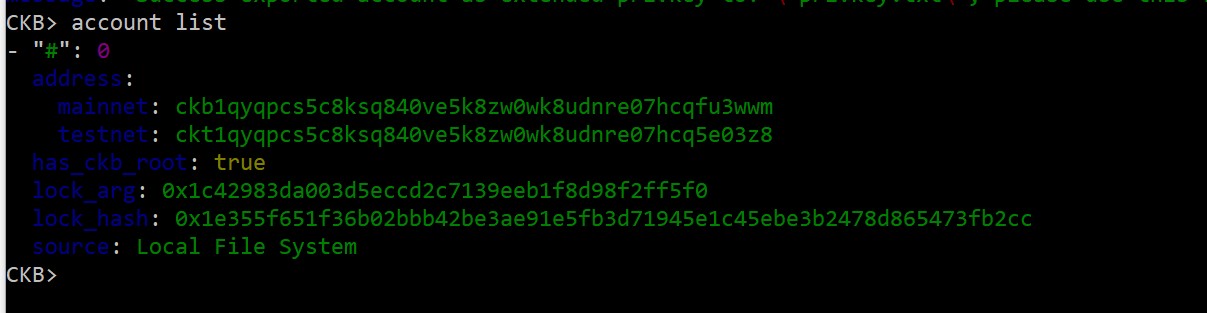 CKB> account list
- "#": 0
address:
mainnet: ckb1qyqpcs5c8ksq840ve5k8zw0wk8udnre07hcqfu3wwm
testnet: ckt1qyqpcs5c8ksq840ve5k8zw0wk8udnre07hcq5e03z8
has_ckb_root: true
lock_arg: 0x1c42983da003d5eccd2c7139eeb1f8d98f2ff5f0
lock_hash: 0x1e355f651f36b02bbb42be3ae91e5fb3d71945e1c45ebe3b2478d865473fb2cc
source: Local File System
CKB>